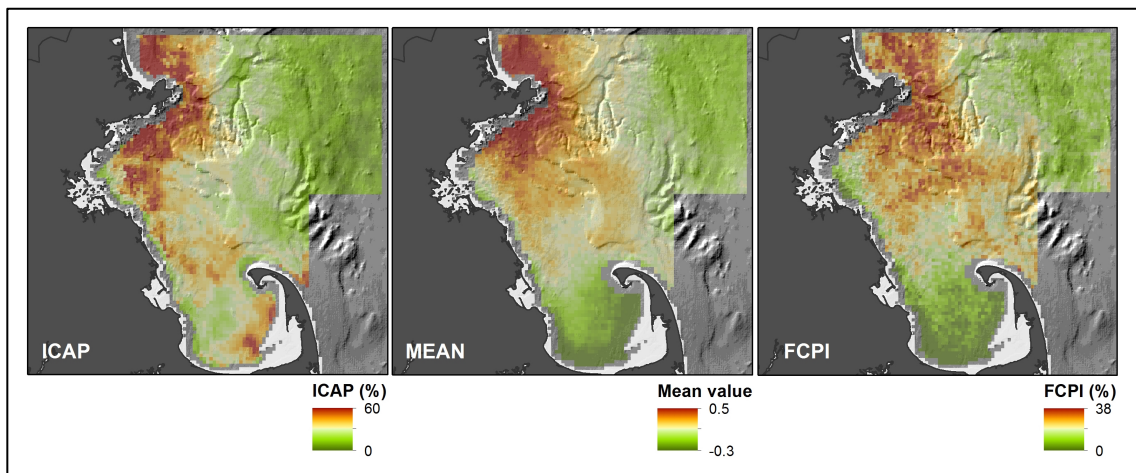 ICAP
MEAN
FCPI
ICAP (%)
60
0
Mean value
0.5
-0.3
FCPI (%)
38
0